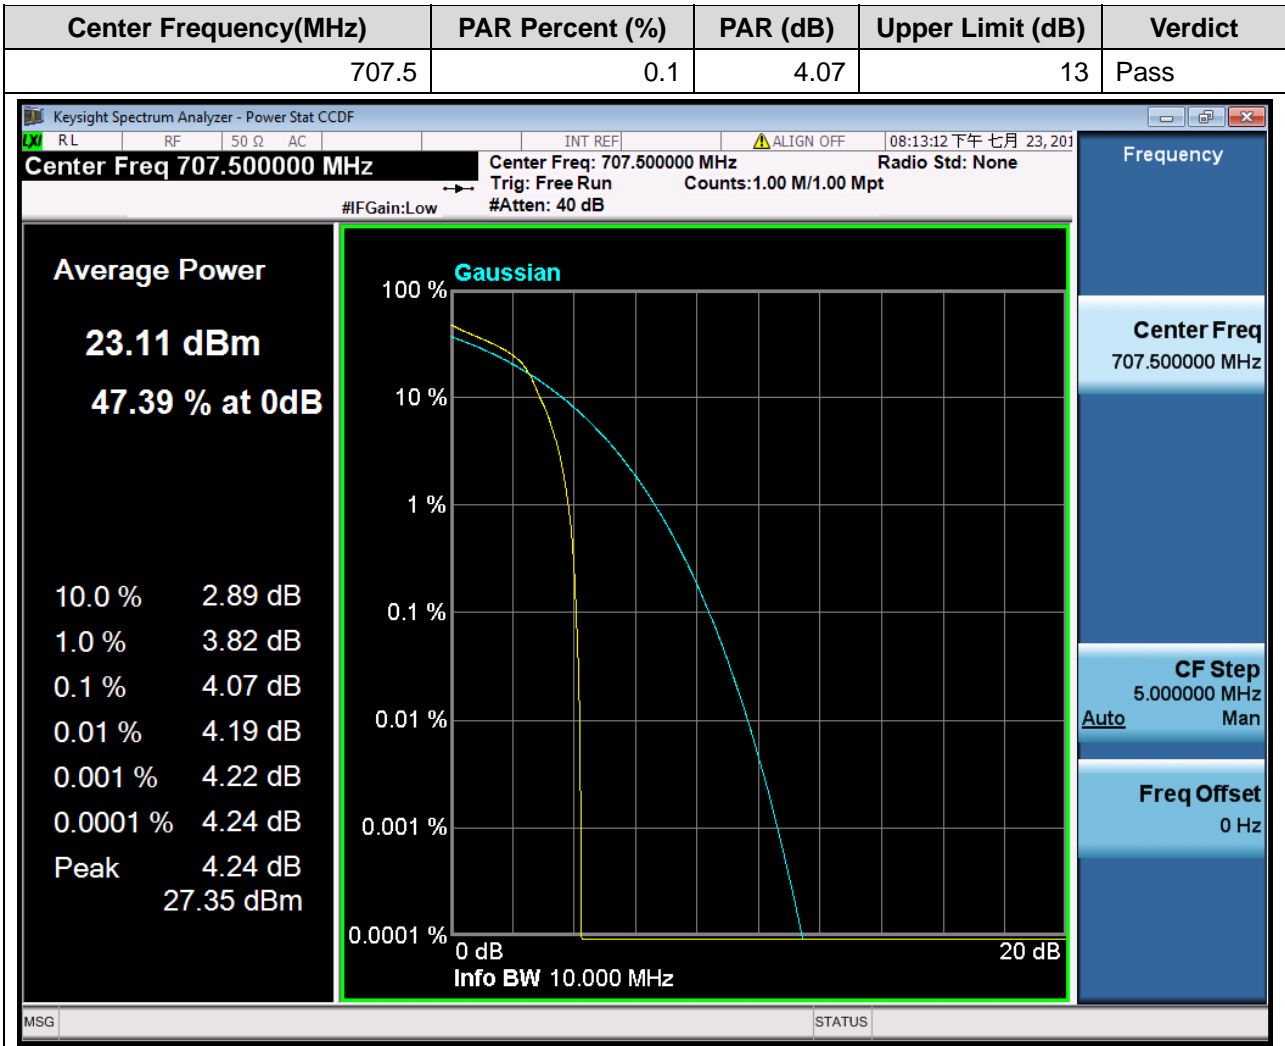 Center Frequency(MHz) PAR Percent (%) PAR (dB) Upper Limit (dB) Verdict
707.5 0.1 4.07 13 Pass
Keysight Spectrum Analyzer - Power Stat CCDF
LXI RL RF 50 Ω AC INT REF ALIGN OFF 08:13:12 下午 七月 23, 201
Center Freq 707.500000 MHz
#IFGain:Low
Center Freq: 707.500000 MHz
Trig: Free Run
#Atten: 40 dB
Counts:1.00 M/1.00 Mpt
Radio Std: None
Average Power
23.11 dBm
47.39 % at 0dB
10.0 % 2.89 dB
1.0 % 3.82 dB
0.1 % 4.07 dB
0.01 % 4.19 dB
0.001 % 4.22 dB
0.0001 % 4.24 dB
Peak 4.24 dB
27.35 dBm
Gaussian
100 %
10 %
1 %
0.1 %
0.01 %
0.001 %
0.0001 %
0 dB 20 dB
Info BW 10.000 MHz
Frequency
Center Freq
707.500000 MHz
CF Step
5.000000 MHz
Auto Man
Freq Offset
0 Hz
MSG STATUS